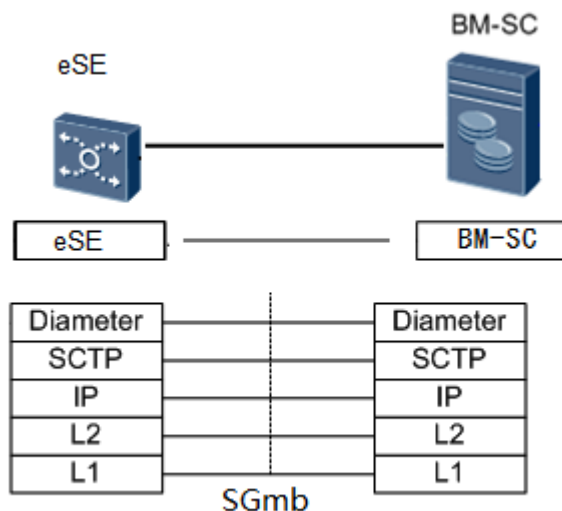 BM-SC
eSE
eSE
BM-SC
Diameter Diameter
SCTP SCTP
IP IP
L2 L2
L1 L1
SGmb